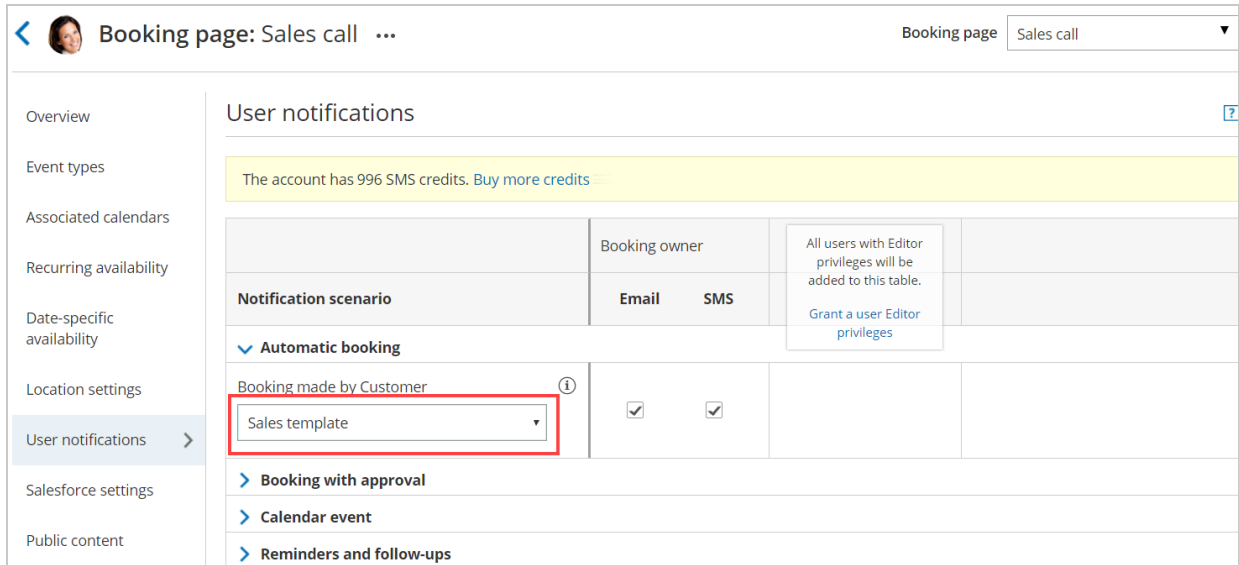 Booking page: Sales call ...
Booking page
Sales call
Overview
Event types
Associated calendars
Recurring availability
Date-specific
availability
Location settings
User notifications
Salesforce settings
Public content
User notifications
?
The account has 996 SMS credits. Buy more credits
Booking owner
All users with Editor
privileges will be
added to this table.
Grant a user Editor
privileges
Notification scenario
Email
SMS
Automatic booking
Booking made by Customer
i
Sales template
Booking with approval
Calendar event
Reminders and follow-ups